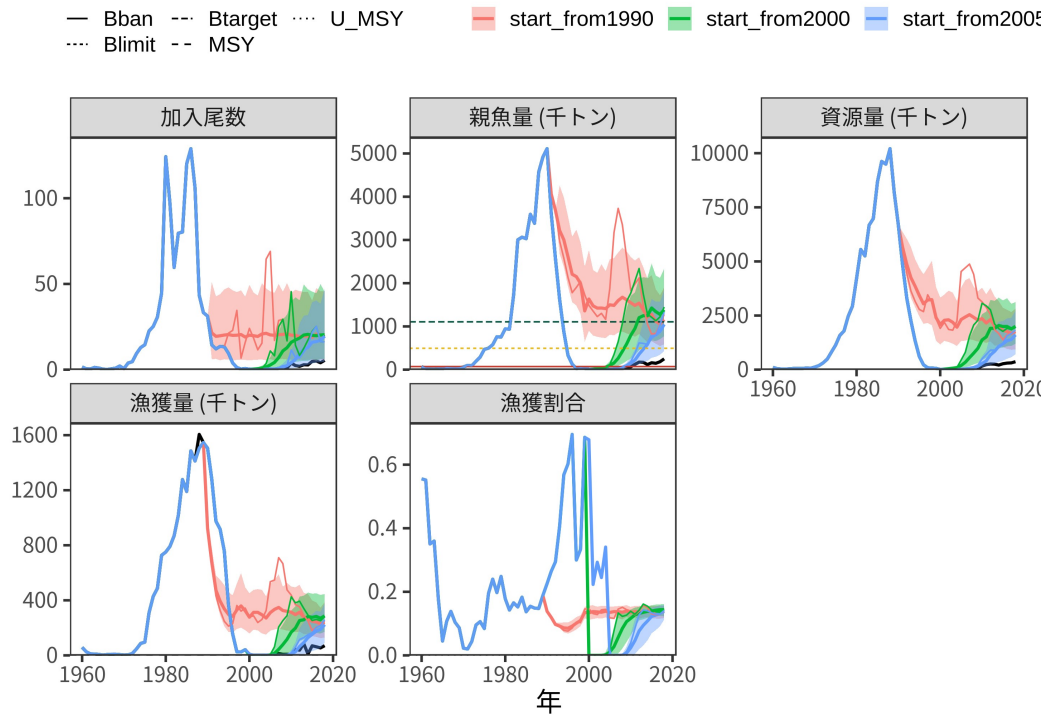 Bban Btarget U_MSY start_from1990 start_from2000 start_from2005
Blimit MSY
加入尾数 親魚量 (千トン) 資源量 (千トン)
0 50 100
0 1000 2000 3000 4000 5000
0 2500 5000 7500 10000
1960 1980 2000 2020
漁獲量 (千トン) 漁獲割合
0 400 800 1200 1600
0.0 0.2 0.4 0.6
1960 1980 2000 2020 1960 1980 2000 2020
年